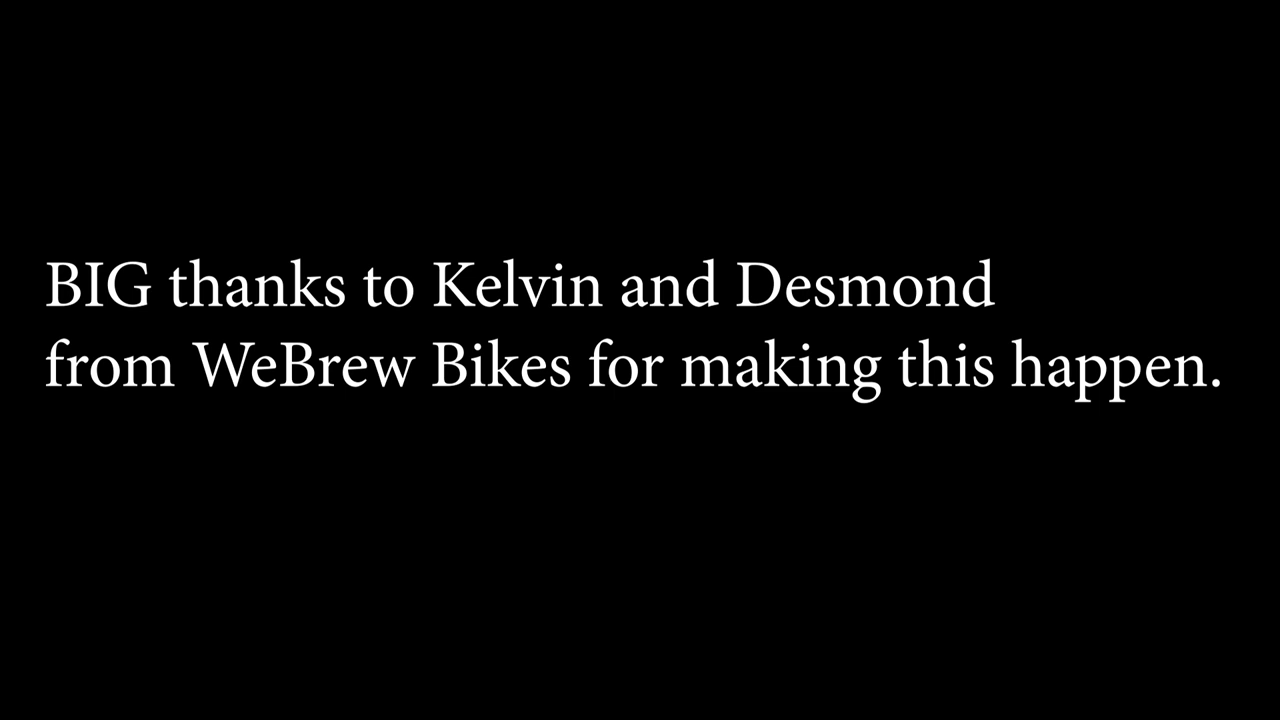 BIG thanks to Kelvin and Desmond
from WeBrew Bikes for making this happen.